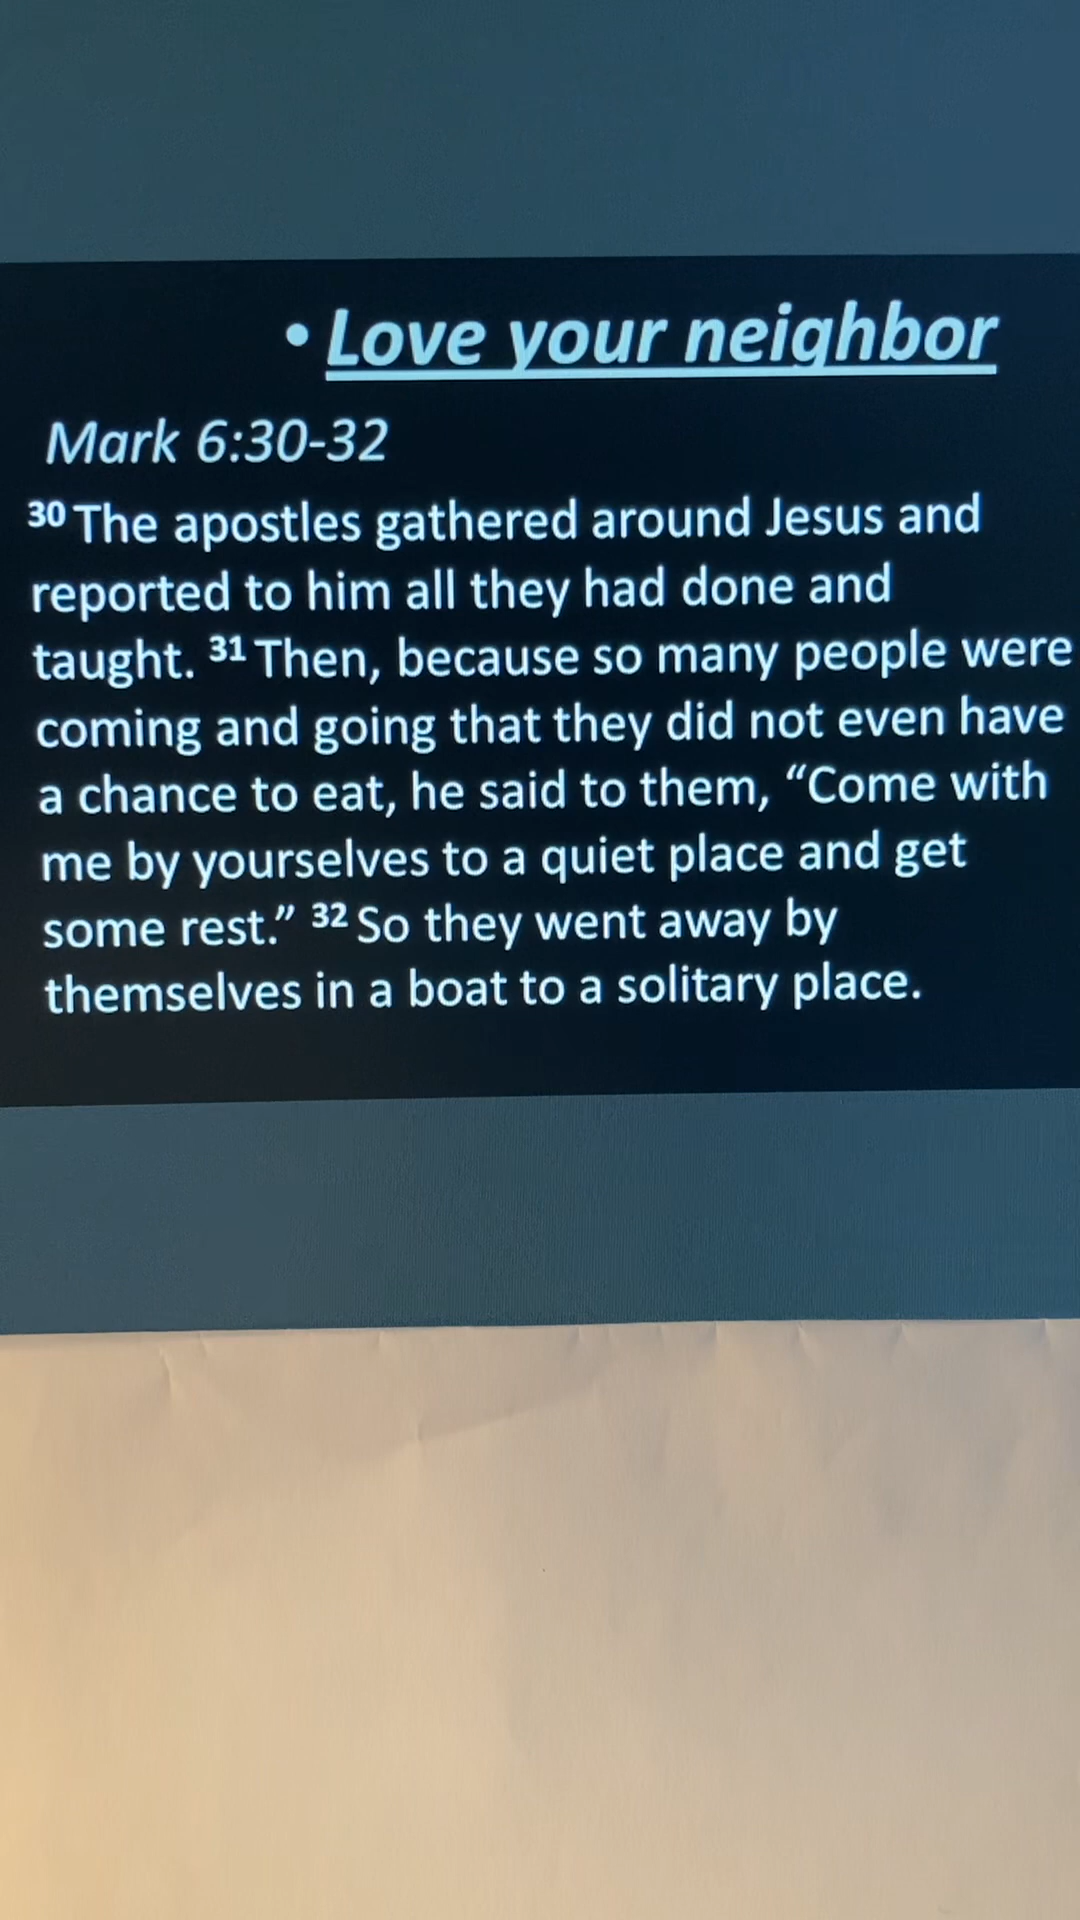 • Love your neighbor
Mark 6:30-32
30 The apostles gathered around Jesus and
reported to him all they had done and
taught. 31 Then, because so many people were
coming and going that they did not even have
a chance to eat, he said to them, “Come with
me by yourselves to a quiet place and get
some rest.” 32 So they went away by
themselves in a boat to a solitary place.